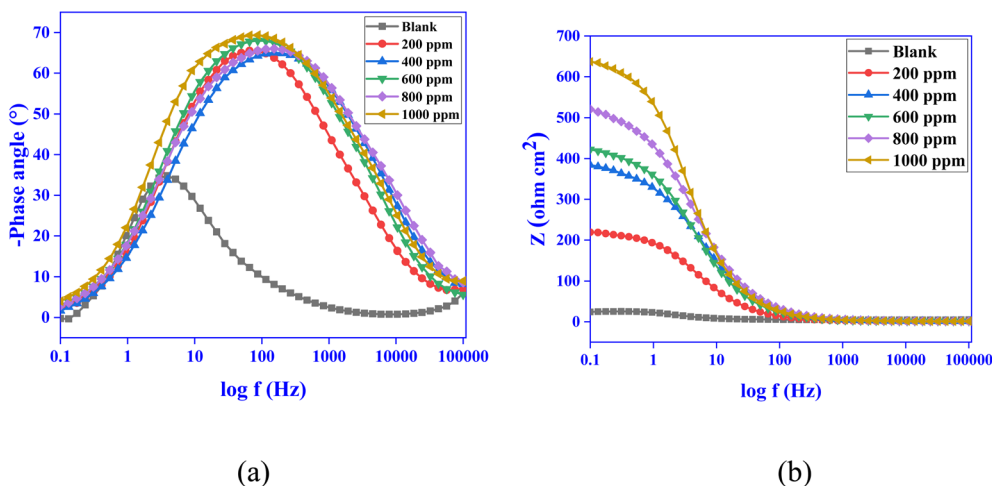 70
60
50
40
30
20
10
0
-Phase angle (°)
0.1 1 10 100 1000 10000 100000
log f (Hz)
Blank
200 ppm
400 ppm
600 ppm
800 ppm
1000 ppm
(a)
700
600
500
400
300
200
100
0
Z (ohm cm²)
0.1 1 10 100 1000 10000 100000
log f (Hz)
Blank
200 ppm
400 ppm
600 ppm
800 ppm
1000 ppm
(b)